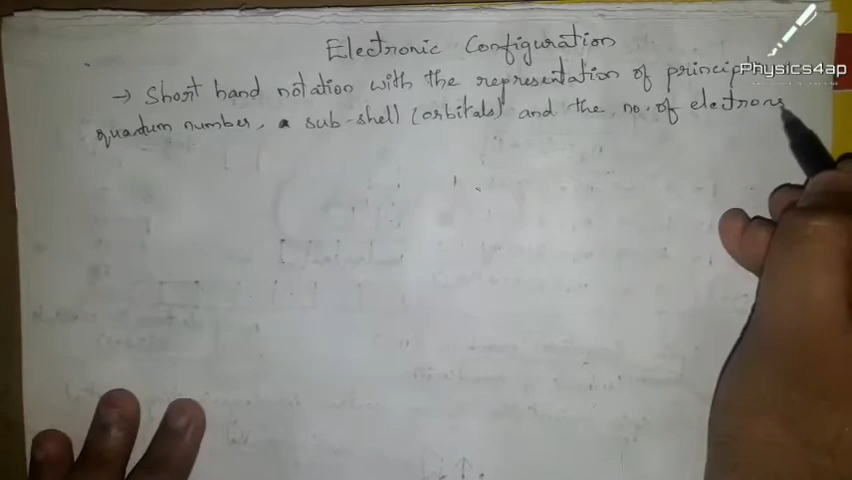 Electronic Configuration
Physics4ap
→ Short hand notation with the representation of
quantum number, sub-shell (orbitals) and the no. of electrons